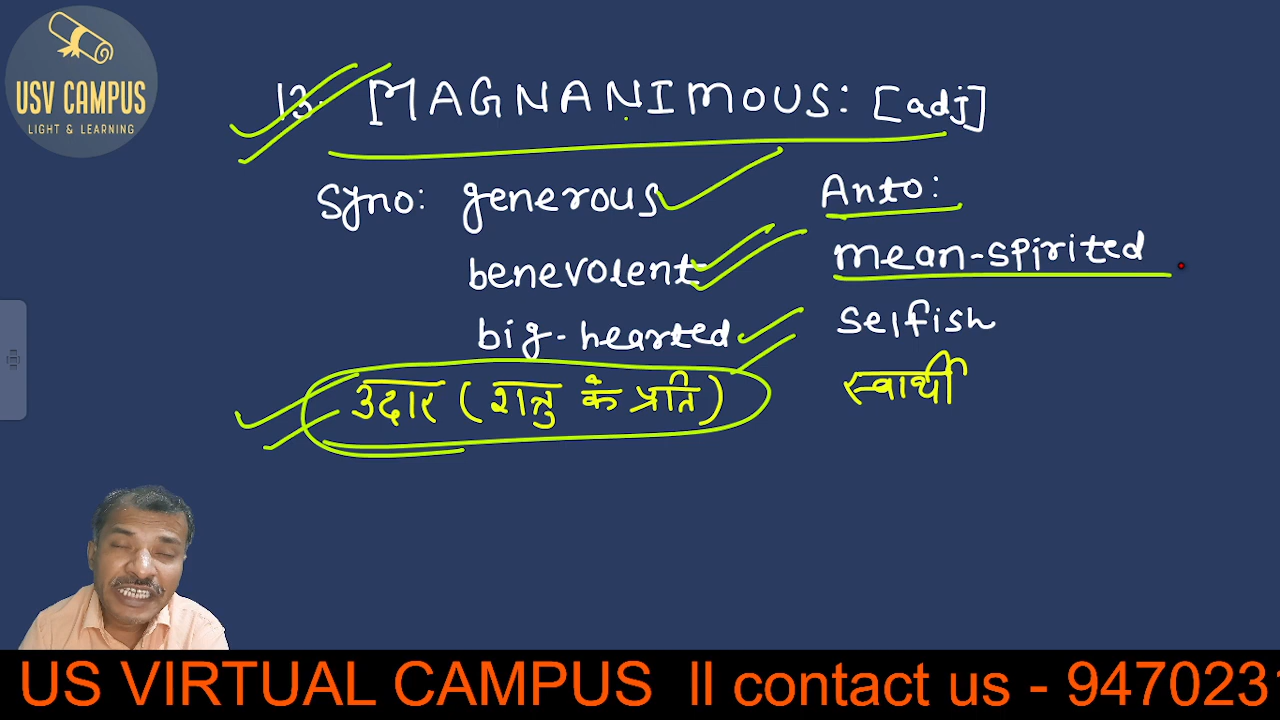 USV CAMPUS
LIGHT & LEARNING
13. MAGNANIMOUS: [adj]
Syno: generous
benevolent
big-hearted
उदार (शत्रु के प्रति)
Anto:
mean-spirited
selfish
स्वार्थी
US VIRTUAL CAMPUS ll contact us - 947023